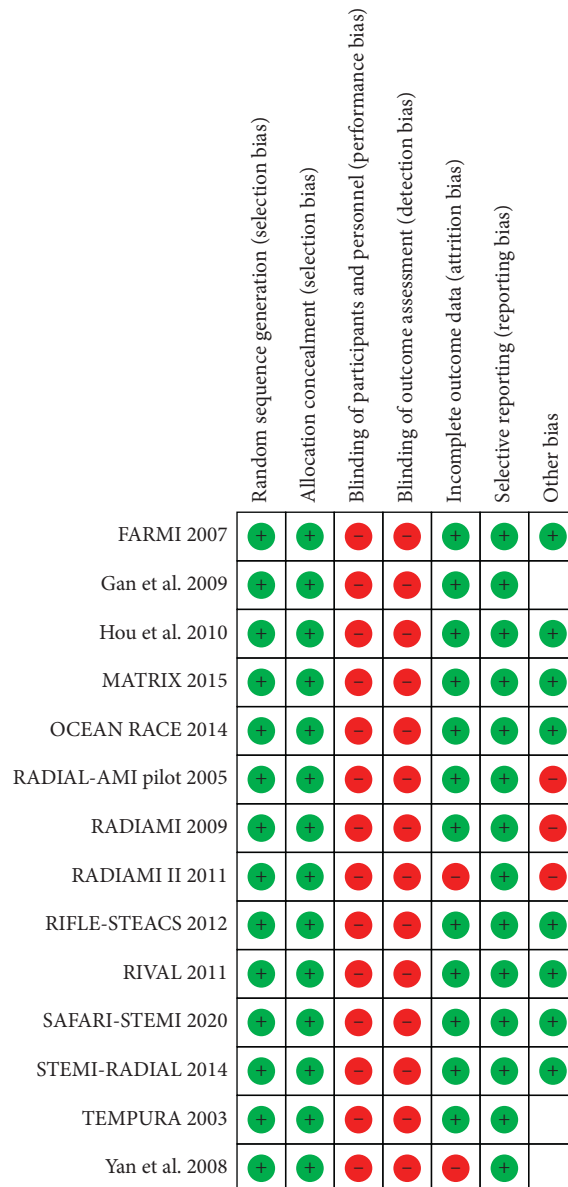 Random sequence generation (selection bias)
Allocation concealment (selection bias)
Blinding of participants and personnel (performance bias)
Blinding of outcome assessment (detection bias)
Incomplete outcome data (attrition bias)
Selective reporting (reporting bias)
Other bias
FARMI 2007 + + – – + + +
Gan et al. 2009 + + – – + +
Hou et al. 2010 + + – – + + +
MATRIX 2015 + + – – + + +
OCEAN RACE 2014 + + – – + + +
RADIAL-AMI pilot 2005 + + – – + + –
RADIAMI 2009 + + – – + + –
RADIAMI II 2011 + + – – – + –
RIFLE-STEACS 2012 + + – – + + +
RIVAL 2011 + + – – + + +
SAFARI-STEMI 2020 + + – – + + +
STEMI-RADIAL 2014 + + – – + + +
TEMPURA 2003 + + – – + +
Yan et al. 2008 + + – – – +